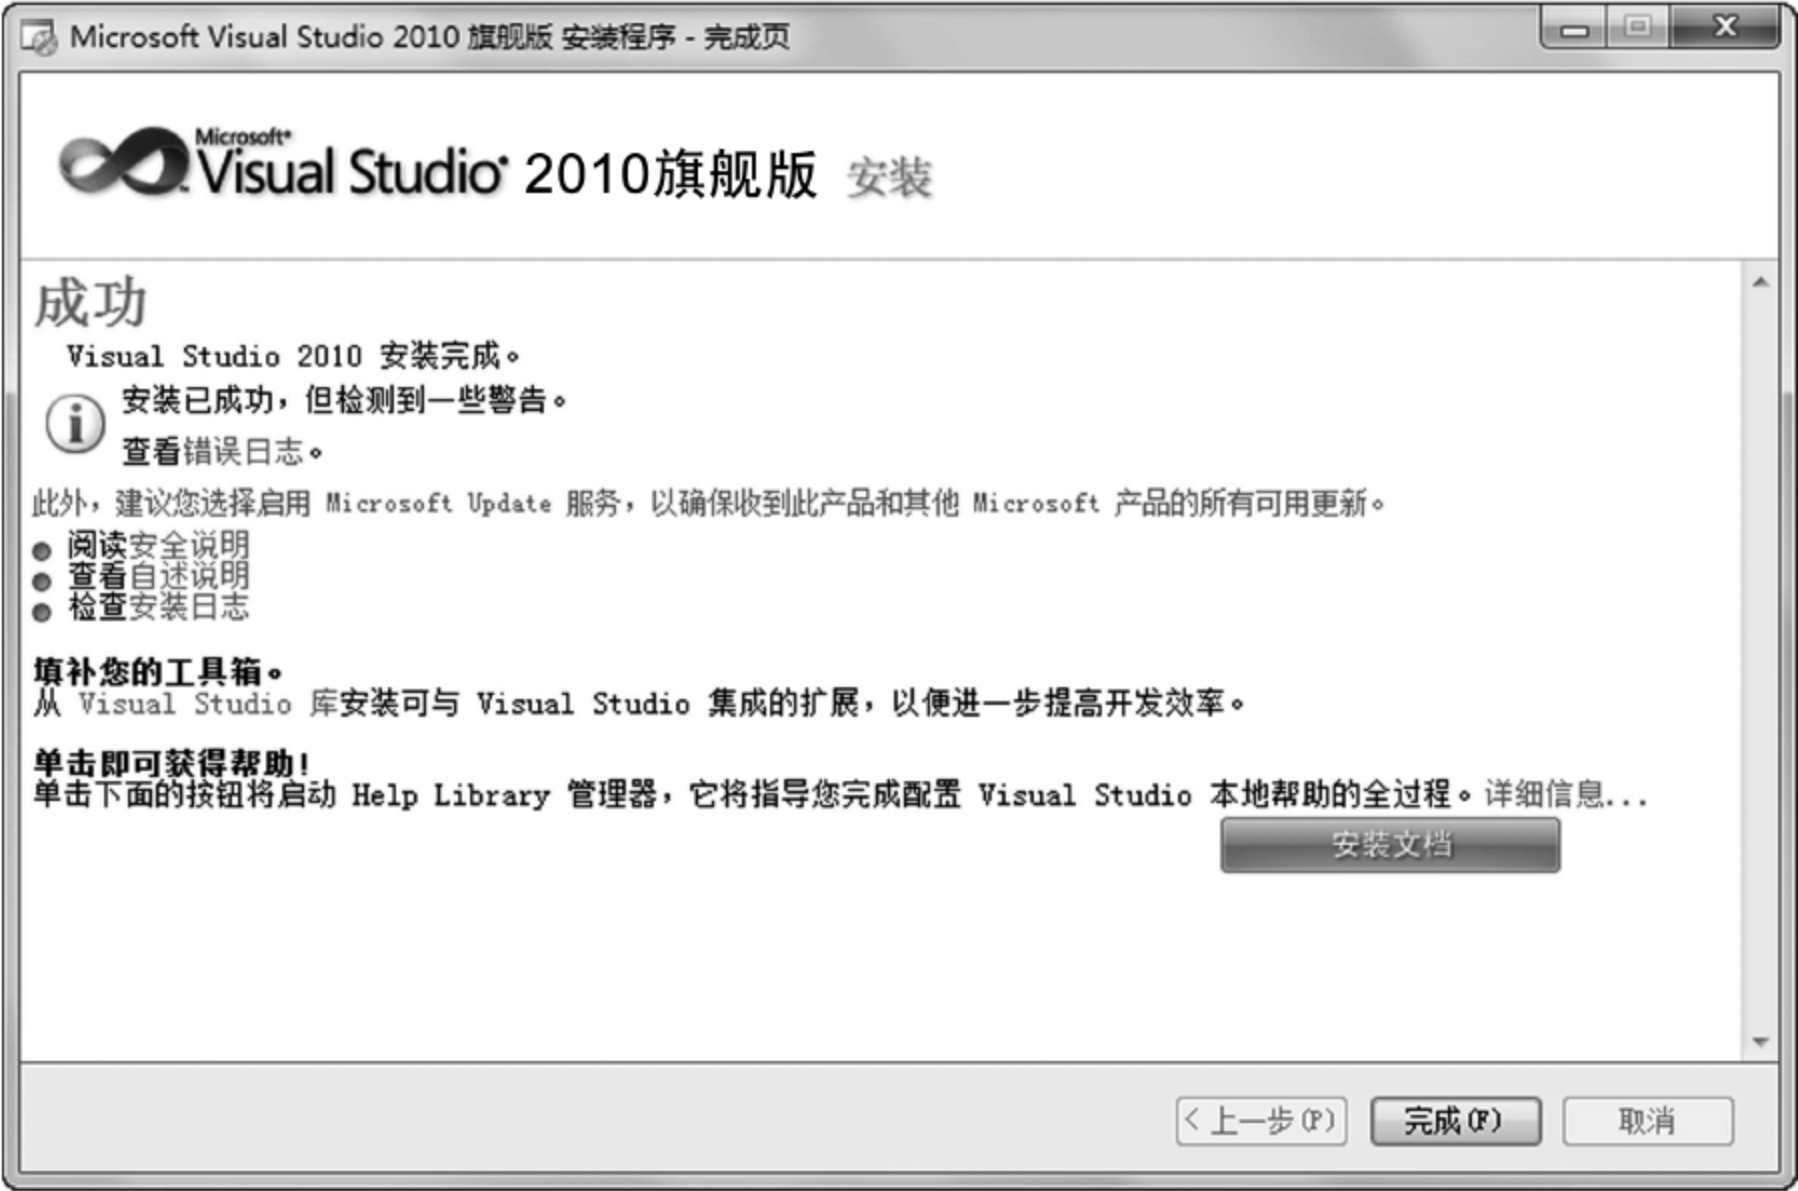 Microsoft Visual Studio 2010 旗舰版 安装程序 - 完成页
Microsoft®
Visual Studio® 2010旗舰版 安装
成功
Visual Studio 2010 安装完成。
安装已成功，但检测到一些警告。
查看错误日志。
此外，建议您选择启用 Microsoft Update 服务，以确保收到此产品和其他 Microsoft 产品的所有可用更新。
阅读安全说明
查看自述说明
检查安装日志
填补您的工具箱。
从 Visual Studio 库安装可与 Visual Studio 集成的扩展，以便进一步提高开发效率。
单击即可获得帮助！
单击下面的按钮将启动 Help Library 管理器，它将指导您完成配置 Visual Studio 本地帮助的全过程。详细信息...
安装文档
< 上一步(P) 完成(F) 取消